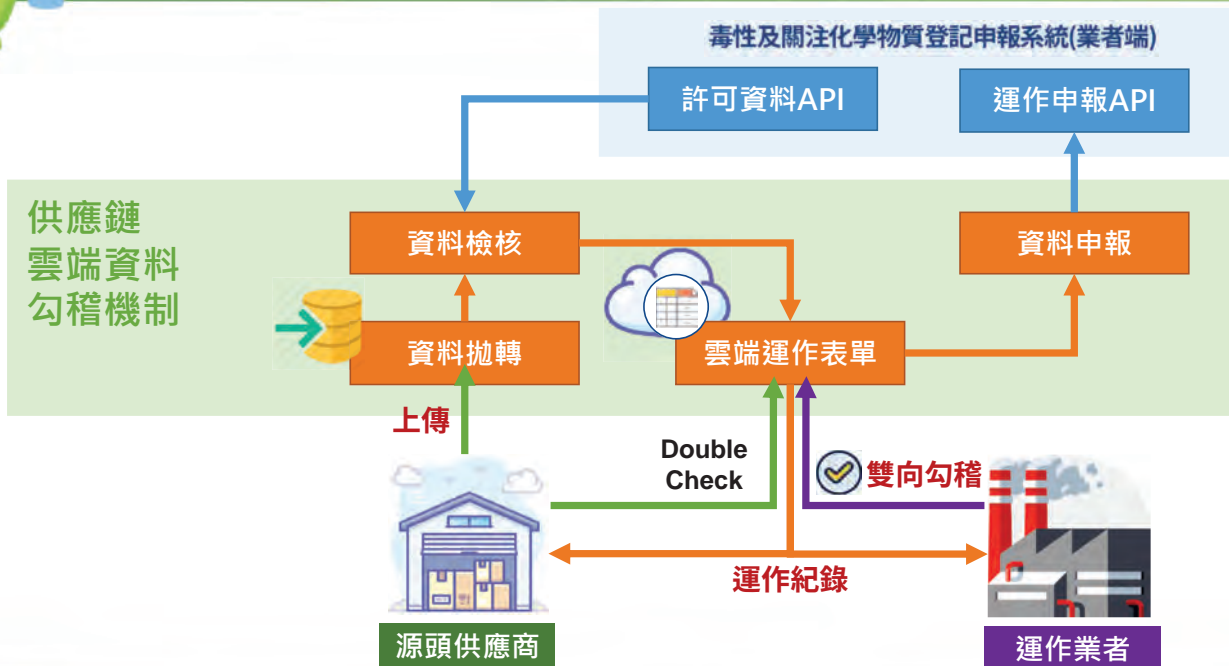 毒性及關注化學物質登記申報系統(業者端)
許可資料API
運作申報API
供應鏈
雲端資料
勾稽機制
資料檢核
資料申報
資料拋轉
雲端運作表單
上傳
Double
Check
雙向勾稽
運作紀錄
源頭供應商
運作業者